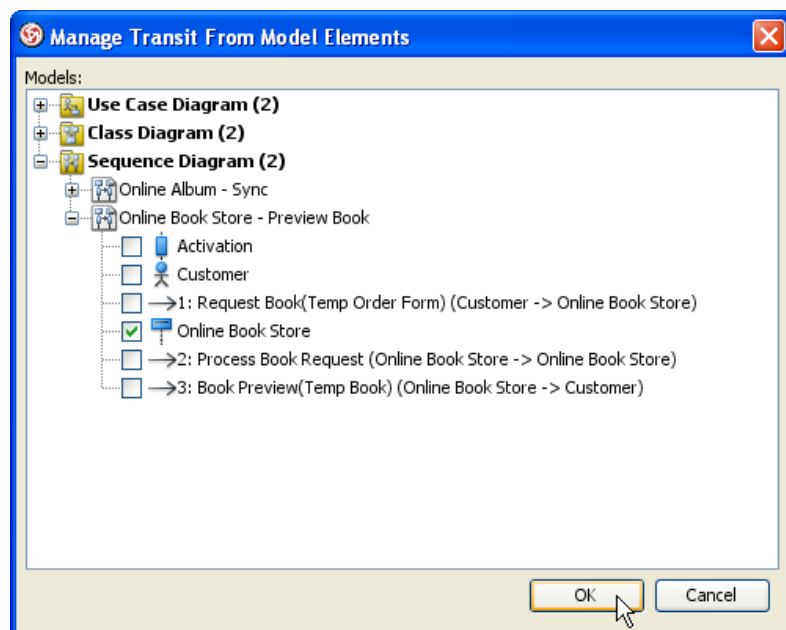 Manage Transit From Model Elements
Models:
Use Case Diagram (2)
Class Diagram (2)
Sequence Diagram (2)
Online Album - Sync
Online Book Store - Preview Book
Activation
Customer
1: Request Book(Temp Order Form) (Customer -> Online Book Store)
Online Book Store
2: Process Book Request (Online Book Store -> Online Book Store)
3: Book Preview(Temp Book) (Online Book Store -> Customer)
OK Cancel